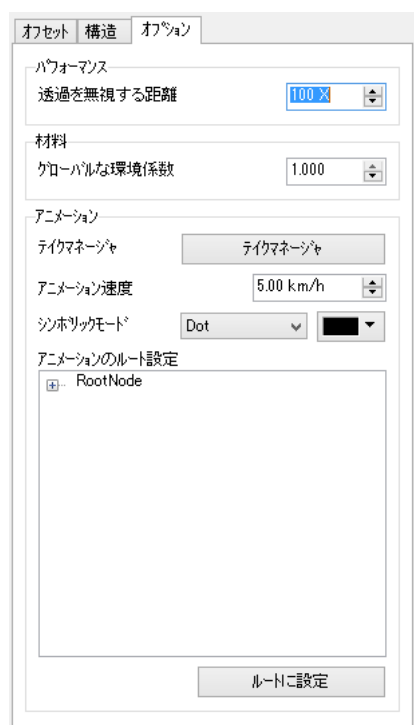 オフセット 構造 オプション
パフォーマンス
透過を無視する距離 100 X
材料
グローバルな環境係数 1.000
アニメーション
テイクマネージャ テイクマネージャ
アニメーション速度 5.00 km/h
シンボリックモード Dot
アニメーションのルート設定
RootNode
ルートに設定